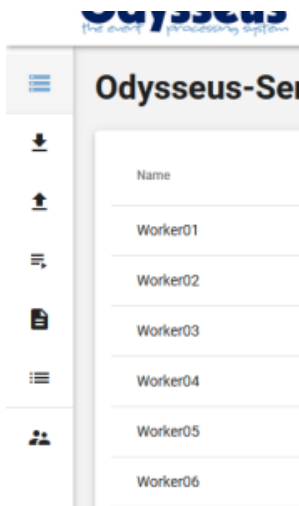 Odysseus
the event processing system
Odysseus-Ser
Name
Worker01
Worker02
Worker03
Worker04
Worker05
Worker06